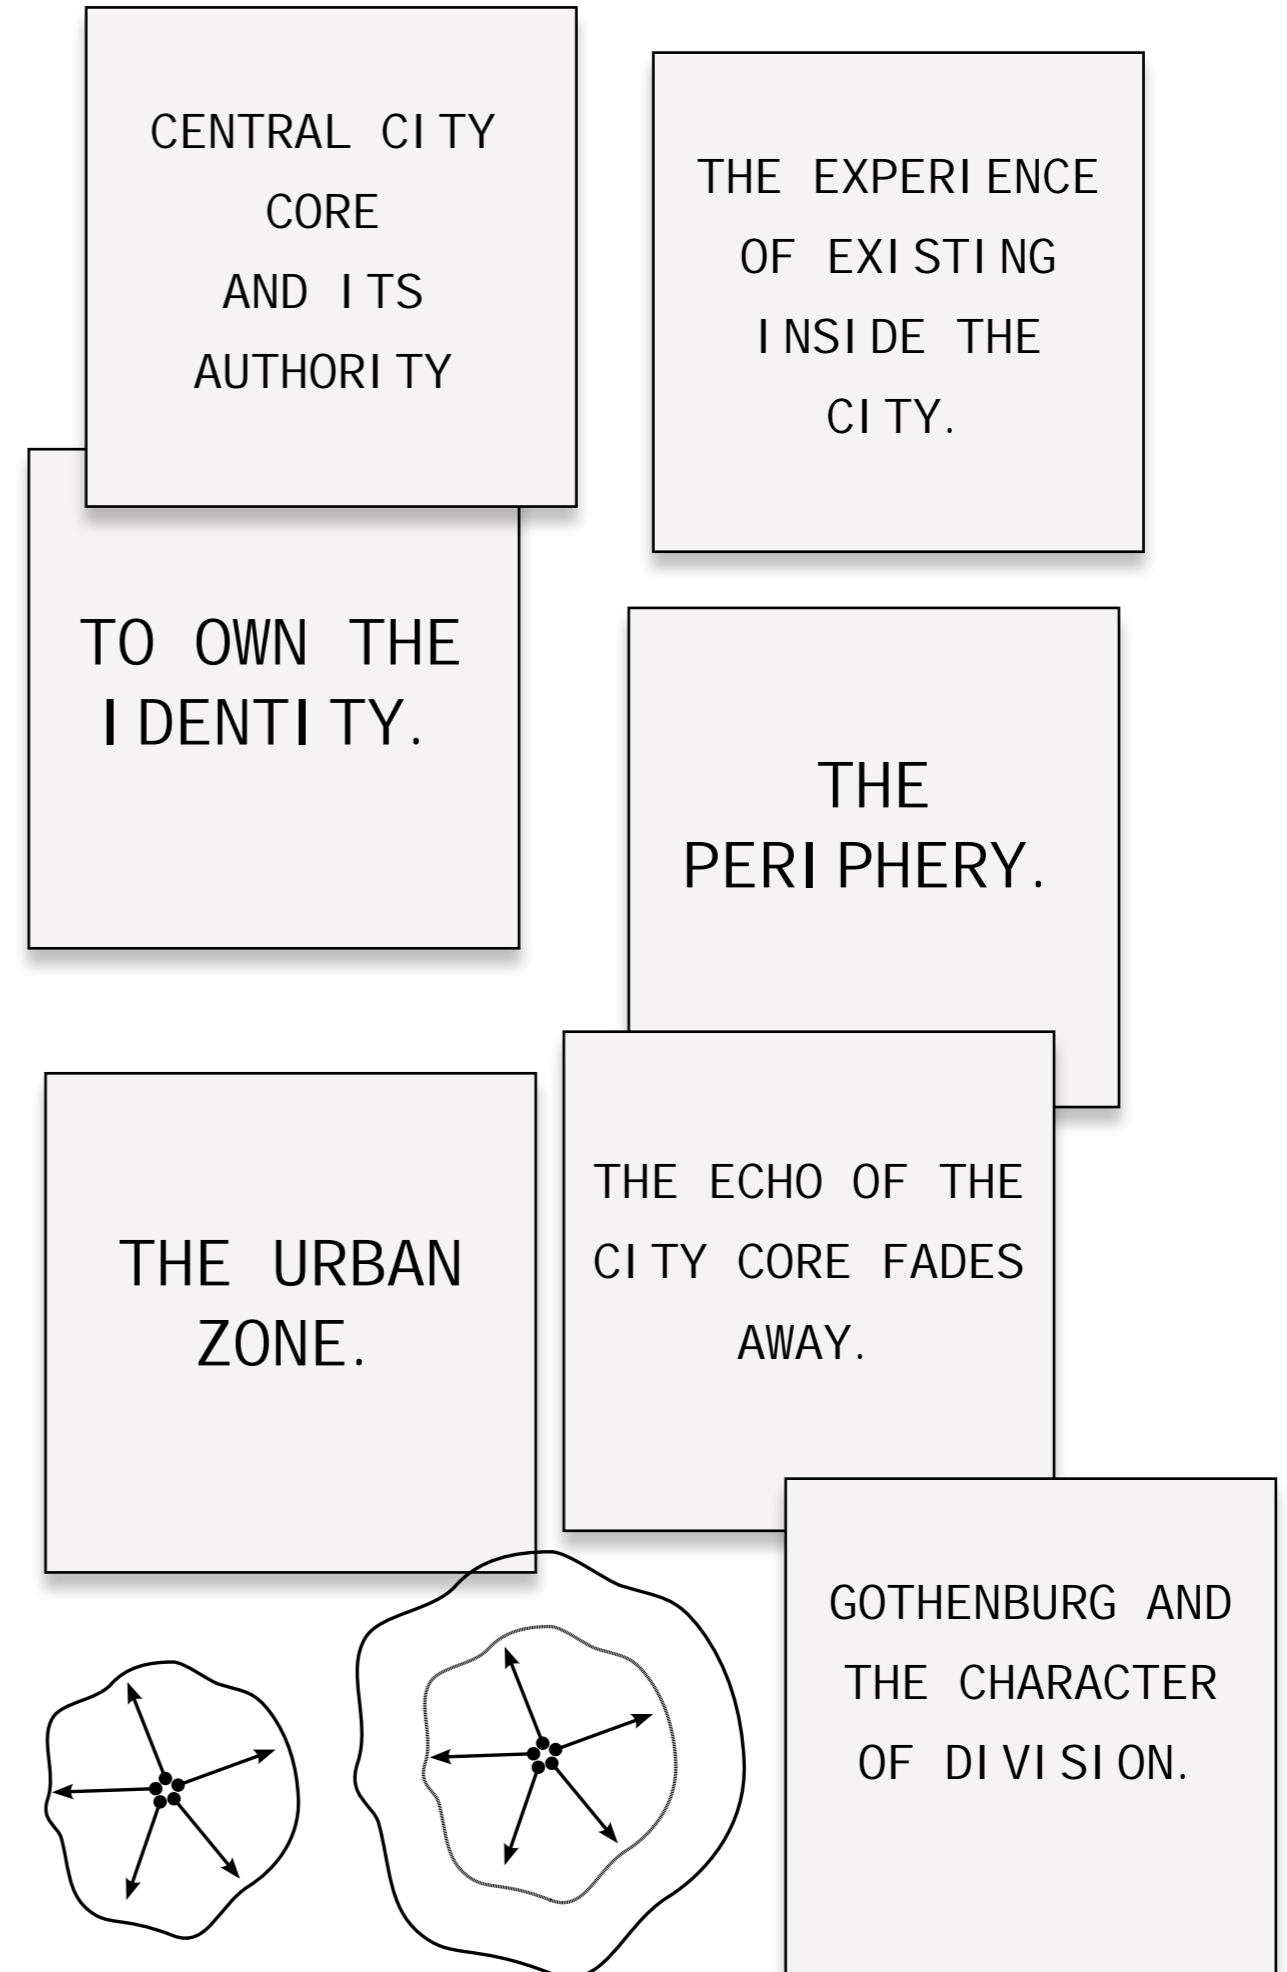 CENTRAL CITY
CORE
AND ITS
AUTHORITY
THE EXPERIENCE
OF EXISTING
INSIDE THE
CITY.
TO OWN THE
IDENTITY.
THE
PERIPHERY.
THE URBAN
ZONE.
THE ECHO OF THE
CITY CORE FADES
AWAY.
GOTHENBURG AND
THE CHARACTER
OF DIVISION.